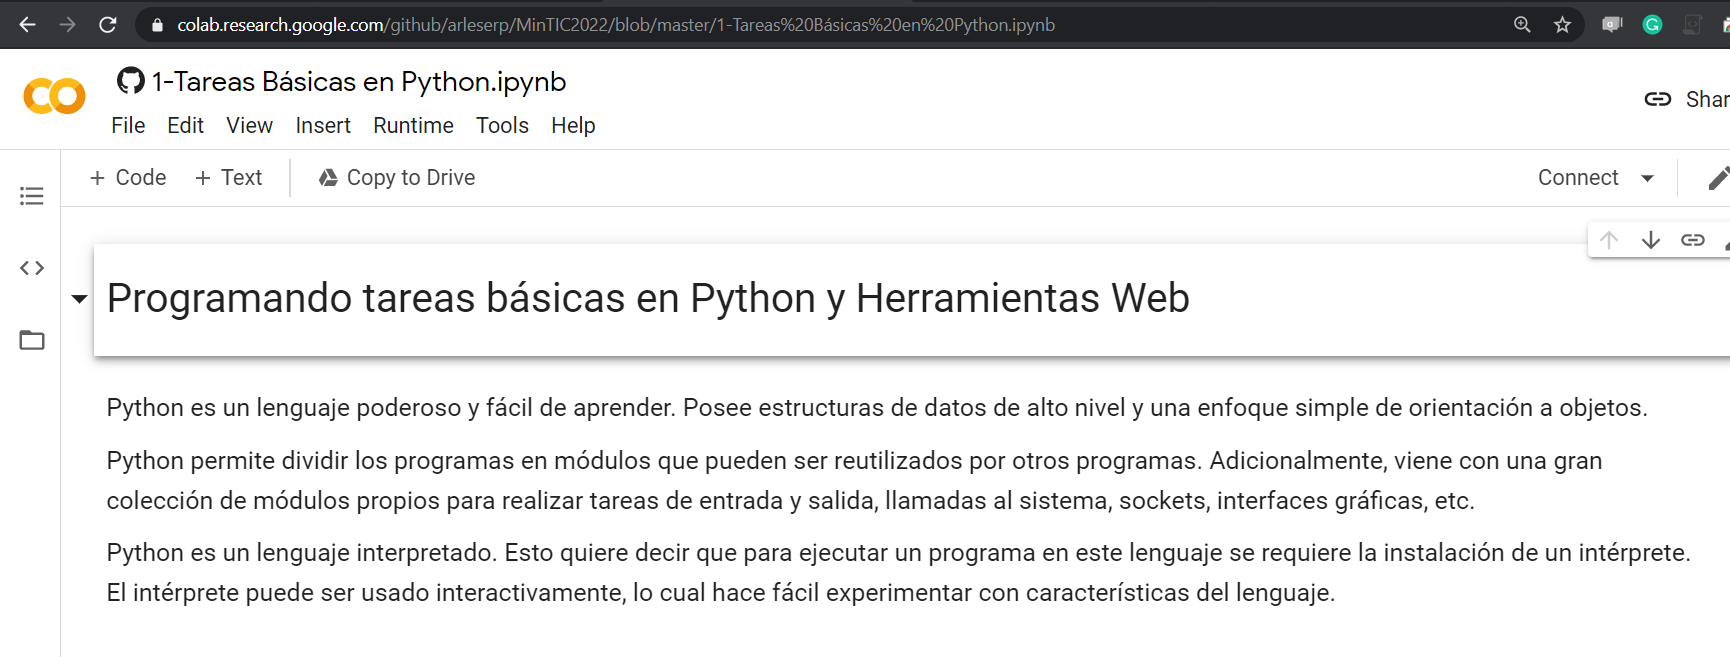 colab.research.google.com/github/arleserp/MinTIC2022/blob/master/1-Tareas%20Básicas%20en%20Python.ipynb
1-Tareas Básicas en Python.ipynb
Shar
File Edit View Insert Runtime Tools Help
+ Code + Text Copy to Drive Connect
Programando tareas básicas en Python y Herramientas Web
Python es un lenguaje poderoso y fácil de aprender. Posee estructuras de datos de alto nivel y una enfoque simple de orientación a objetos.
Python permite dividir los programas en módulos que pueden ser reutilizados por otros programas. Adicionalmente, viene con una gran
colección de módulos propios para realizar tareas de entrada y salida, llamadas al sistema, sockets, interfaces gráficas, etc.
Python es un lenguaje interpretado. Esto quiere decir que para ejecutar un programa en este lenguaje se requiere la instalación de un intérprete.
El intérprete puede ser usado interactivamente, lo cual hace fácil experimentar con características del lenguaje.